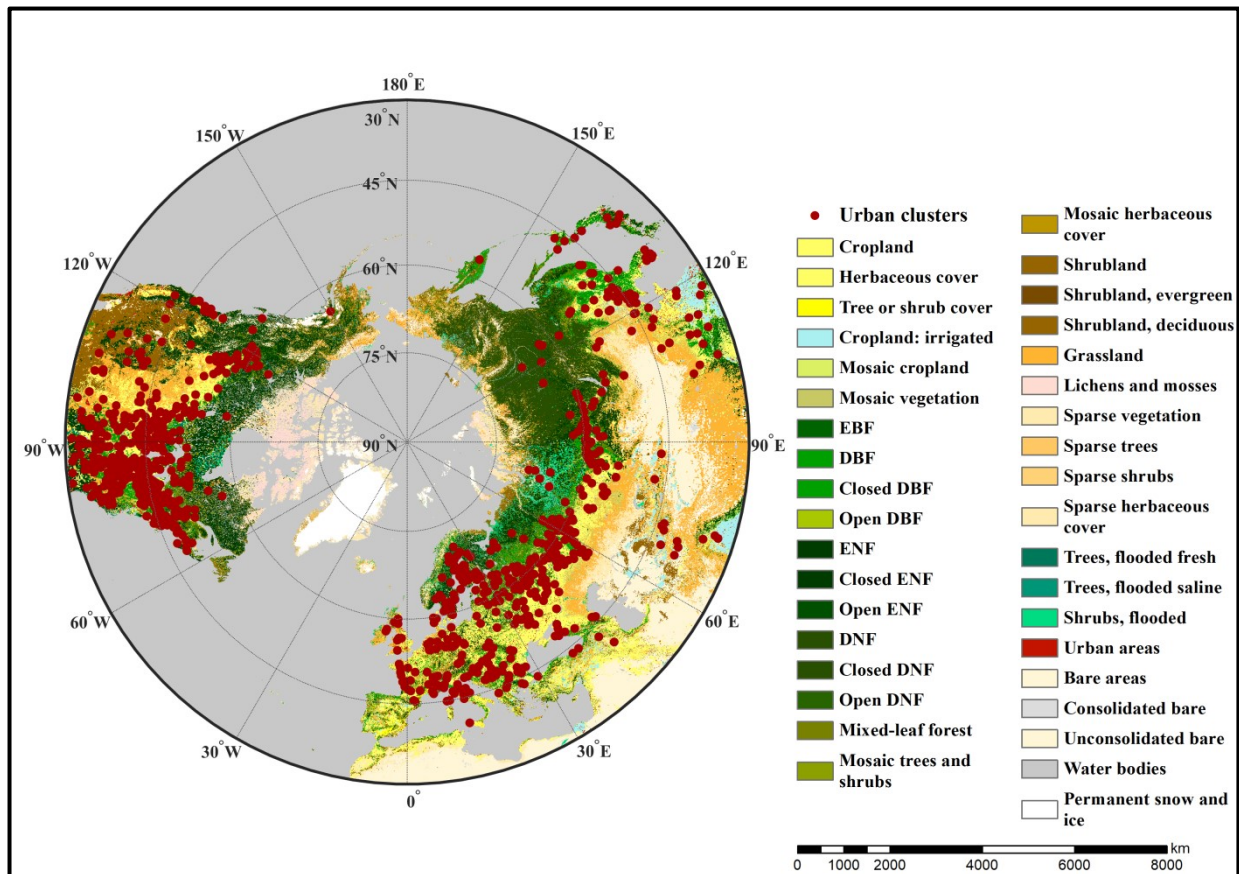 180°E
150°W
30°N
150°E
45°N
120°W
60°N
120°E
75°N
90°W
90°N
90°E
60°W
60°E
30°W
30°E
0°
Urban clusters
Cropland
Herbaceous cover
Tree or shrub cover
Cropland: irrigated
Mosaic cropland
Mosaic vegetation
EBF
DBF
Closed DBF
Open DBF
ENF
Closed ENF
Open ENF
DNF
Closed DNF
Open DNF
Mixed-leaf forest
Mosaic trees and
shrubs
Mosaic herbaceous
cover
Shrubland
Shrubland, evergreen
Shrubland, deciduous
Grassland
Lichens and mosses
Sparse vegetation
Sparse trees
Sparse shrubs
Sparse herbaceous
cover
Trees, flooded fresh
Trees, flooded saline
Shrubs, flooded
Urban areas
Bare areas
Consolidated bare
Unconsolidated bare
Water bodies
Permanent snow and
ice
km
0 1000 2000 4000 6000 8000